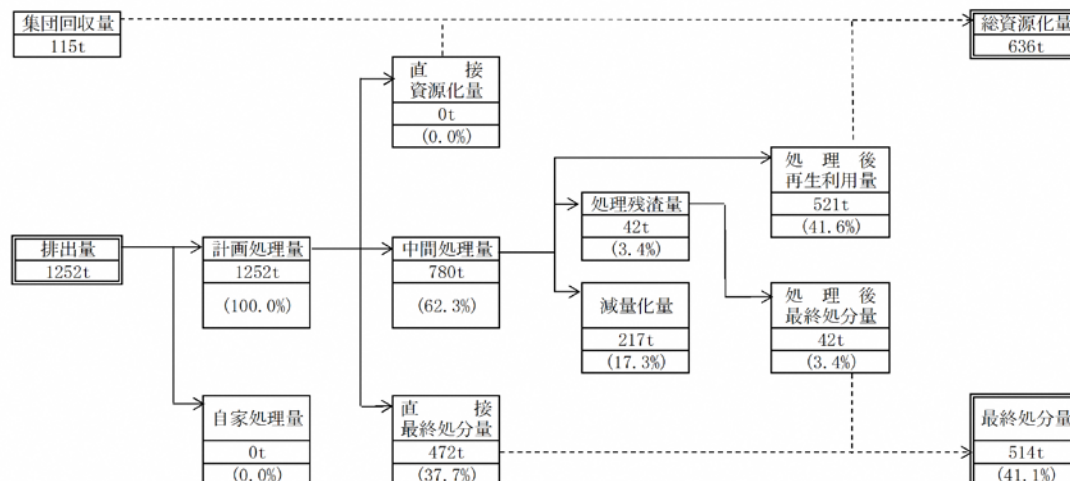 集団回収量
115t
総資源化量
636t
直 接
資源化量
0t
(0.0%)
処 理 後
再生利用量
521t
(41.6%)
処理残渣量
42t
(3.4%)
排出量
1252t
計画処理量
1252t
(100.0%)
中間処理量
780t
(62.3%)
減量化量
217t
(17.3%)
処 理 後
最終処分量
42t
(3.4%)
自家処理量
0t
(0.0%)
直 接
最終処分量
472t
(37.7%)
最終処分量
514t
(41.1%)